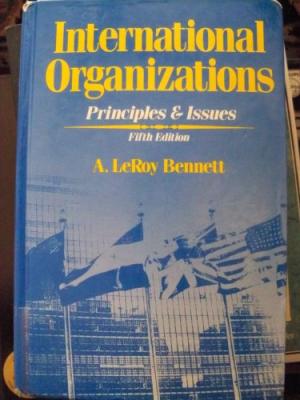 International
Organizations
Principles & Issues
Fifth Edition
A. LeRoy Bennett